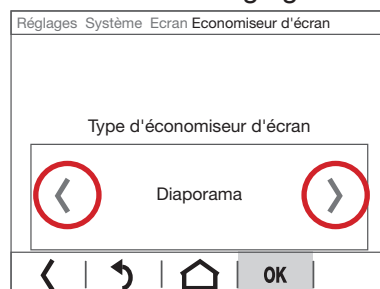 Réglages Système Ecran Economiseur d'écran
Type d'économiseur d'écran
Diaporama
OK